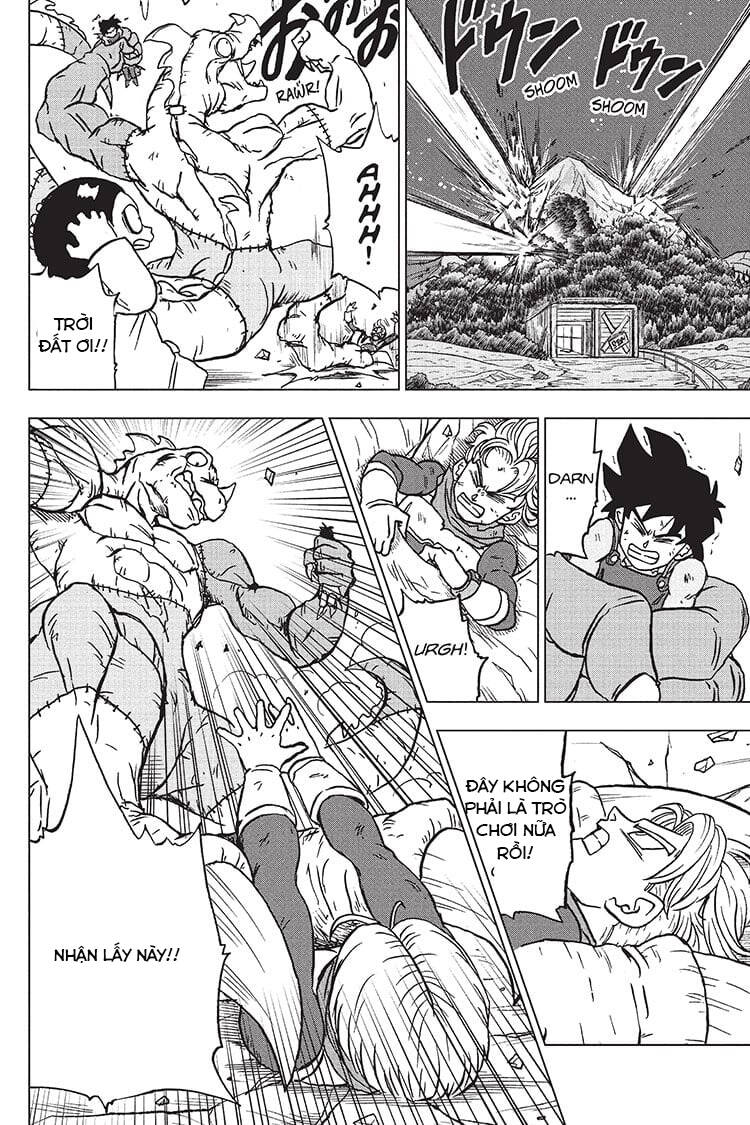 ドウン
SHOOM
ドウン
SHOOM
おおお
RAWR!
AHHH!
TRỜI
ĐẤT ƠI!!
DARN
...
URGH!
ĐÂY KHÔNG
PHẢI LÀ TRÒ
CHƠI NỮA
RỒI!
NHẬN LẤY NÀY!!